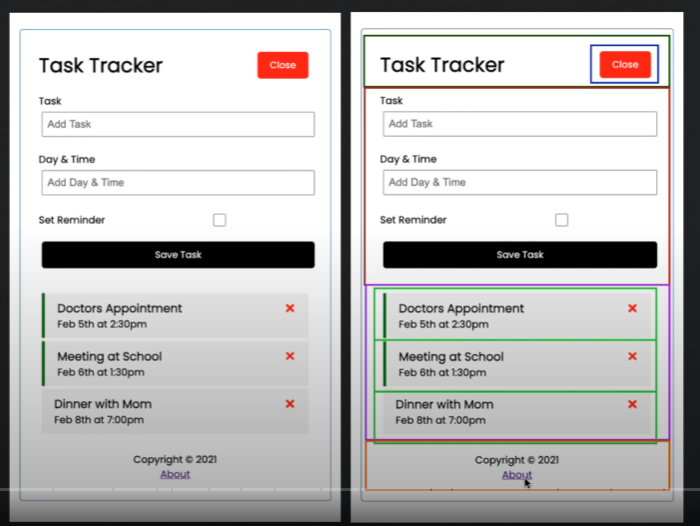 Task Tracker
Close
Task
Add Task
Day & Time
Add Day & Time
Set Reminder
Save Task
Doctors Appointment
Feb 5th at 2:30pm
Meeting at School
Feb 6th at 1:30pm
Dinner with Mom
Feb 8th at 7:00pm
Copyright © 2021
About
Task Tracker
Close
Task
Add Task
Day & Time
Add Day & Time
Set Reminder
Save Task
Doctors Appointment
Feb 5th at 2:30pm
Meeting at School
Feb 6th at 1:30pm
Dinner with Mom
Feb 8th at 7:00pm
Copyright © 2021
About